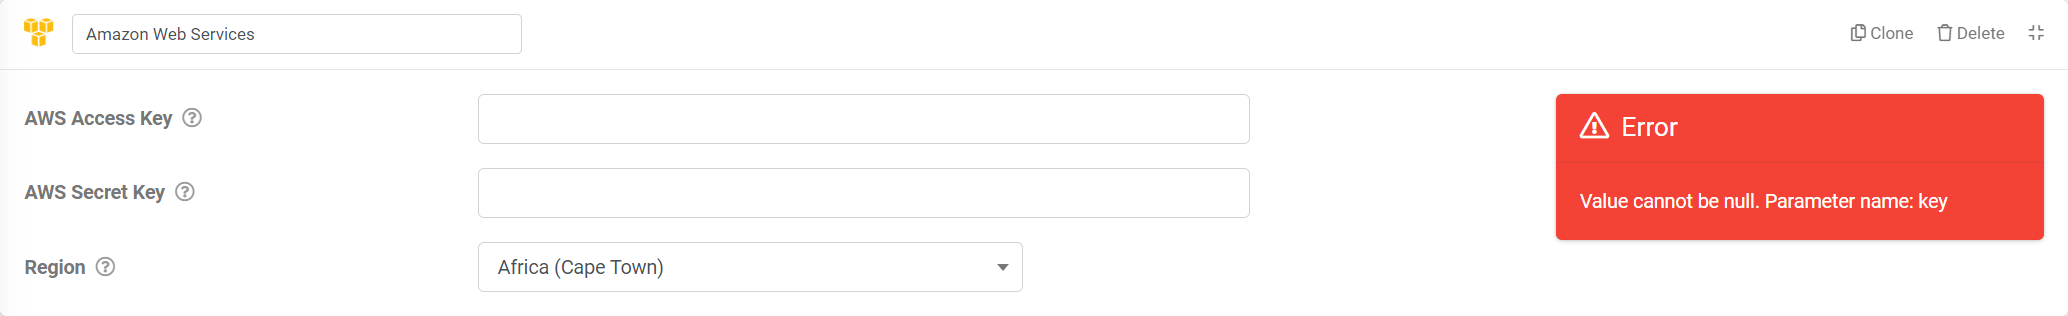 Amazon Web Services
Clone Delete
AWS Access Key
AWS Secret Key
Region Africa (Cape Town)
Error
Value cannot be null. Parameter name: key